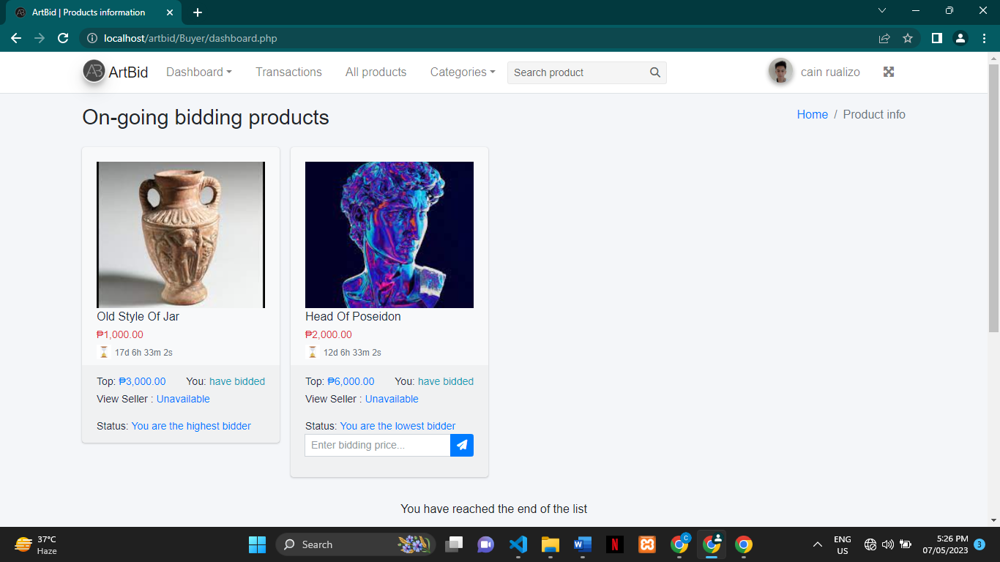 ArtBid | Products information
localhost/artbid/Buyer/dashboard.php
AB ArtBid Dashboard Transactions All products Categories Search product cain rualizo
On-going bidding products Home / Product info
Old Style Of Jar
₱1,000.00
17d 6h 33m 2s
Top: ₱3,000.00 You: have bidded
View Seller : Unavailable
Status: You are the highest bidder
Head Of Poseidon
₱2,000.00
12d 6h 33m 2s
Top: ₱6,000.00 You: have bidded
View Seller : Unavailable
Status: You are the lowest bidder
Enter bidding price...
You have reached the end of the list
37°C
Haze
Search
W
N
C
ENG
US
5:26 PM
07/05/2023
3